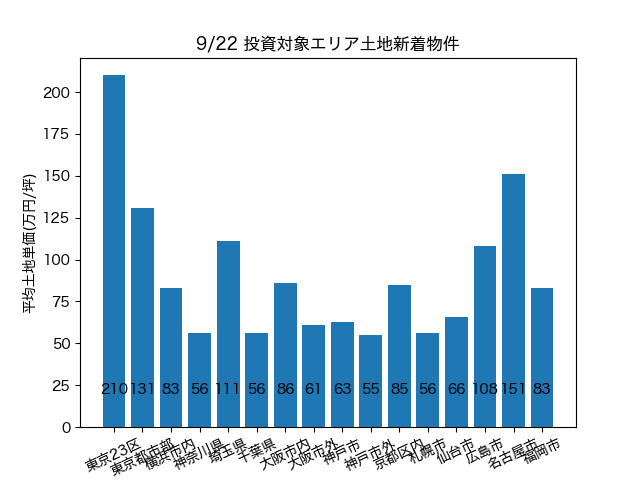 9/22 投資対象エリア土地新着物件
平均土地単価(万円/坪)
200
175
150
125
100
75
50
25
0
210 131 83 56 111 56 86 61 63 55 85 56 66 108 151 83
東京23区 東京都市部 横浜市内 神奈川県 埼玉県 千葉県 大阪市内 大阪市外 神戸市 神戸市外 京都区内 札幌市 仙台市 広島市 名古屋市 福岡市